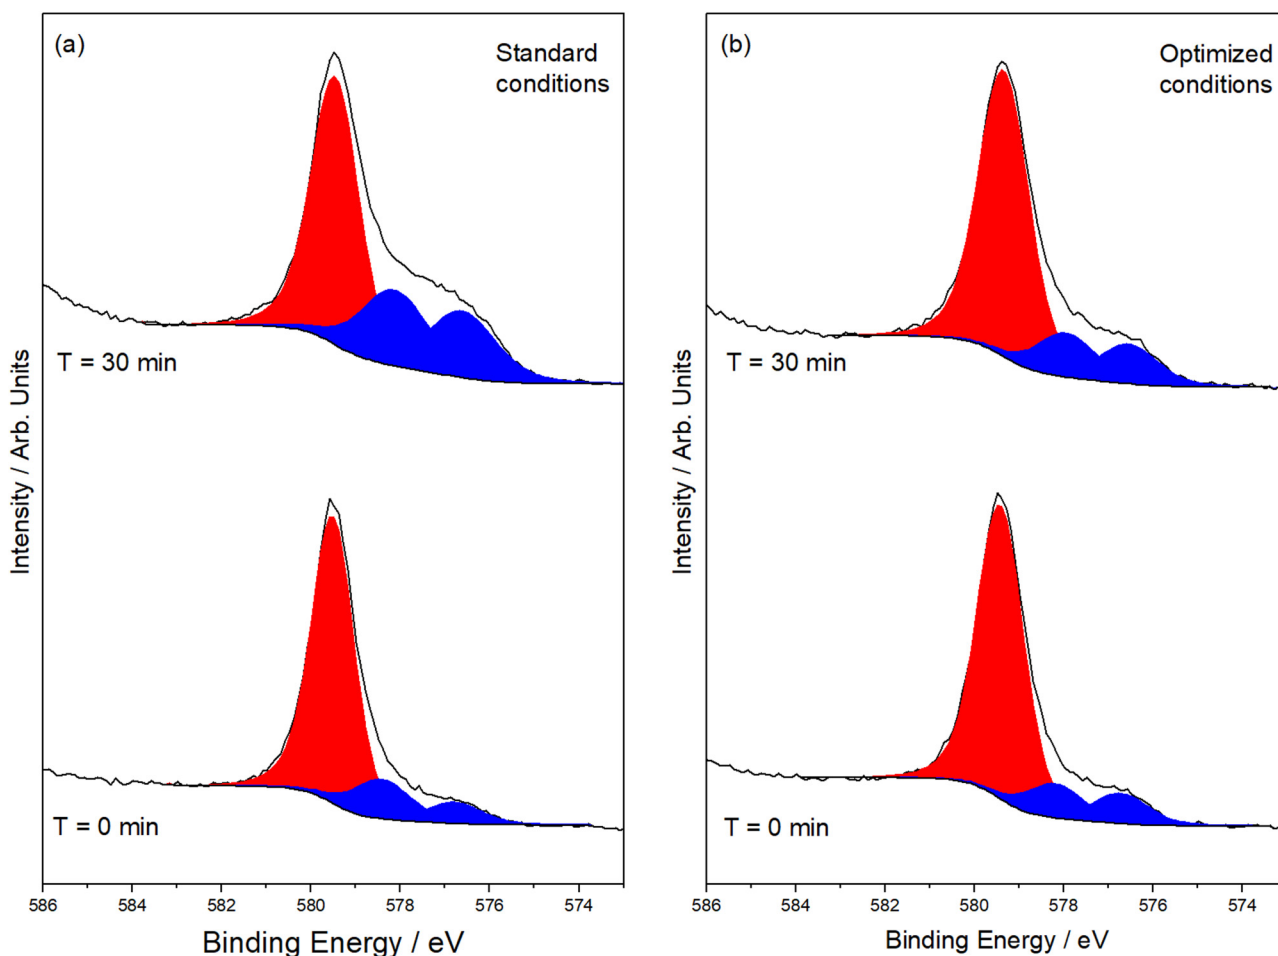 (a)
Standard
conditions
T = 30 min
T = 0 min
Intensity / Arb. Units
586 584 582 580 578 576 574
Binding Energy / eV
(b)
Optimized
conditions
T = 30 min
T = 0 min
Intensity / Arb. Units
586 584 582 580 578 576 574
Binding Energy / eV